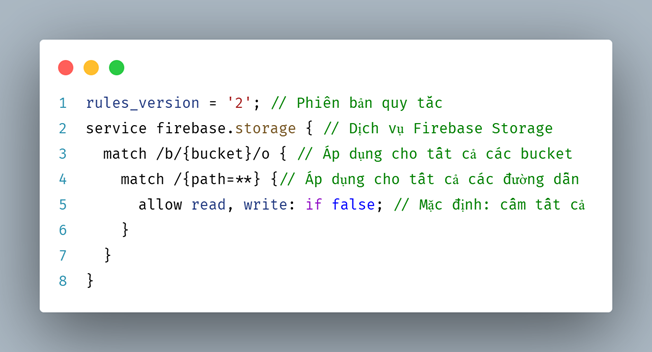 1 rules_version = '2'; // Phiên bản quy tắc
2 service firebase.storage { // Dịch vụ Firebase Storage
3   match /b/{bucket}/o { // Áp dụng cho tất cả các bucket
4     match /{path=**} {// Áp dụng cho tất cả các đường dẫn
5       allow read, write: if false; // Mặc định: cấm tất cả
6     }
7   }
8 }